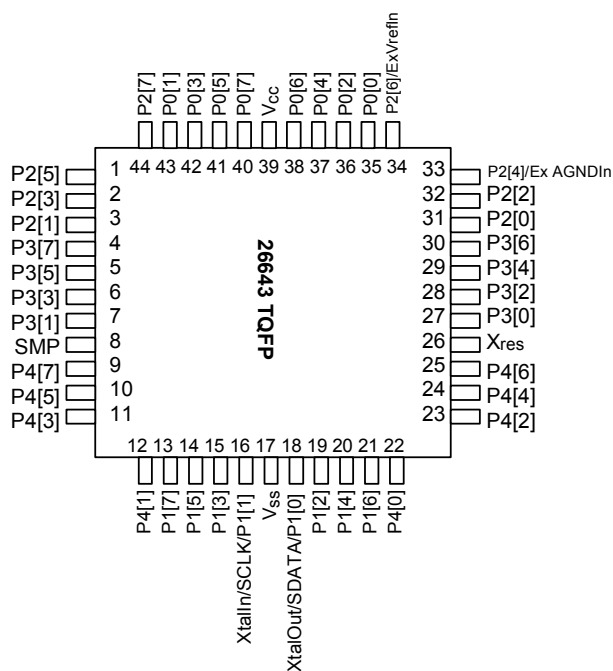 P2[7]
P0[1]
P0[3]
P0[5]
P0[7]
Vcc
P0[6]
P0[4]
P0[2]
P0[0]
P2[6]/ExVrefIn
44 43 42 41 40 39 38 37 36 35 34
P2[5] 1
P2[3] 2
P2[1] 3
P3[7] 4
P3[5] 5
P3[3] 6
P3[1] 7
SMP 8
P4[7] 9
P4[5] 10
P4[3] 11
26643 TQFP
33 P2[4]/Ex AGNDIn
32 P2[2]
31 P2[0]
30 P3[6]
29 P3[4]
28 P3[2]
27 P3[0]
26 Xres
25 P4[6]
24 P4[4]
23 P4[2]
12 13 14 15 16 17 18 19 20 21 22
P4[1]
P1[7]
P1[5]
P1[3]
XtalIn/SCLK/P1[1]
Vss
XtalOut/SDATA/P1[0]
P1[2]
P1[4]
P1[6]
P4[0]